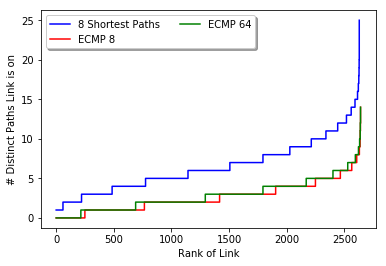 8 Shortest Paths
ECMP 8
ECMP 64
# Distinct Paths Link is on
25
20
15
10
5
0
0
500
1000
1500
2000
2500
Rank of Link